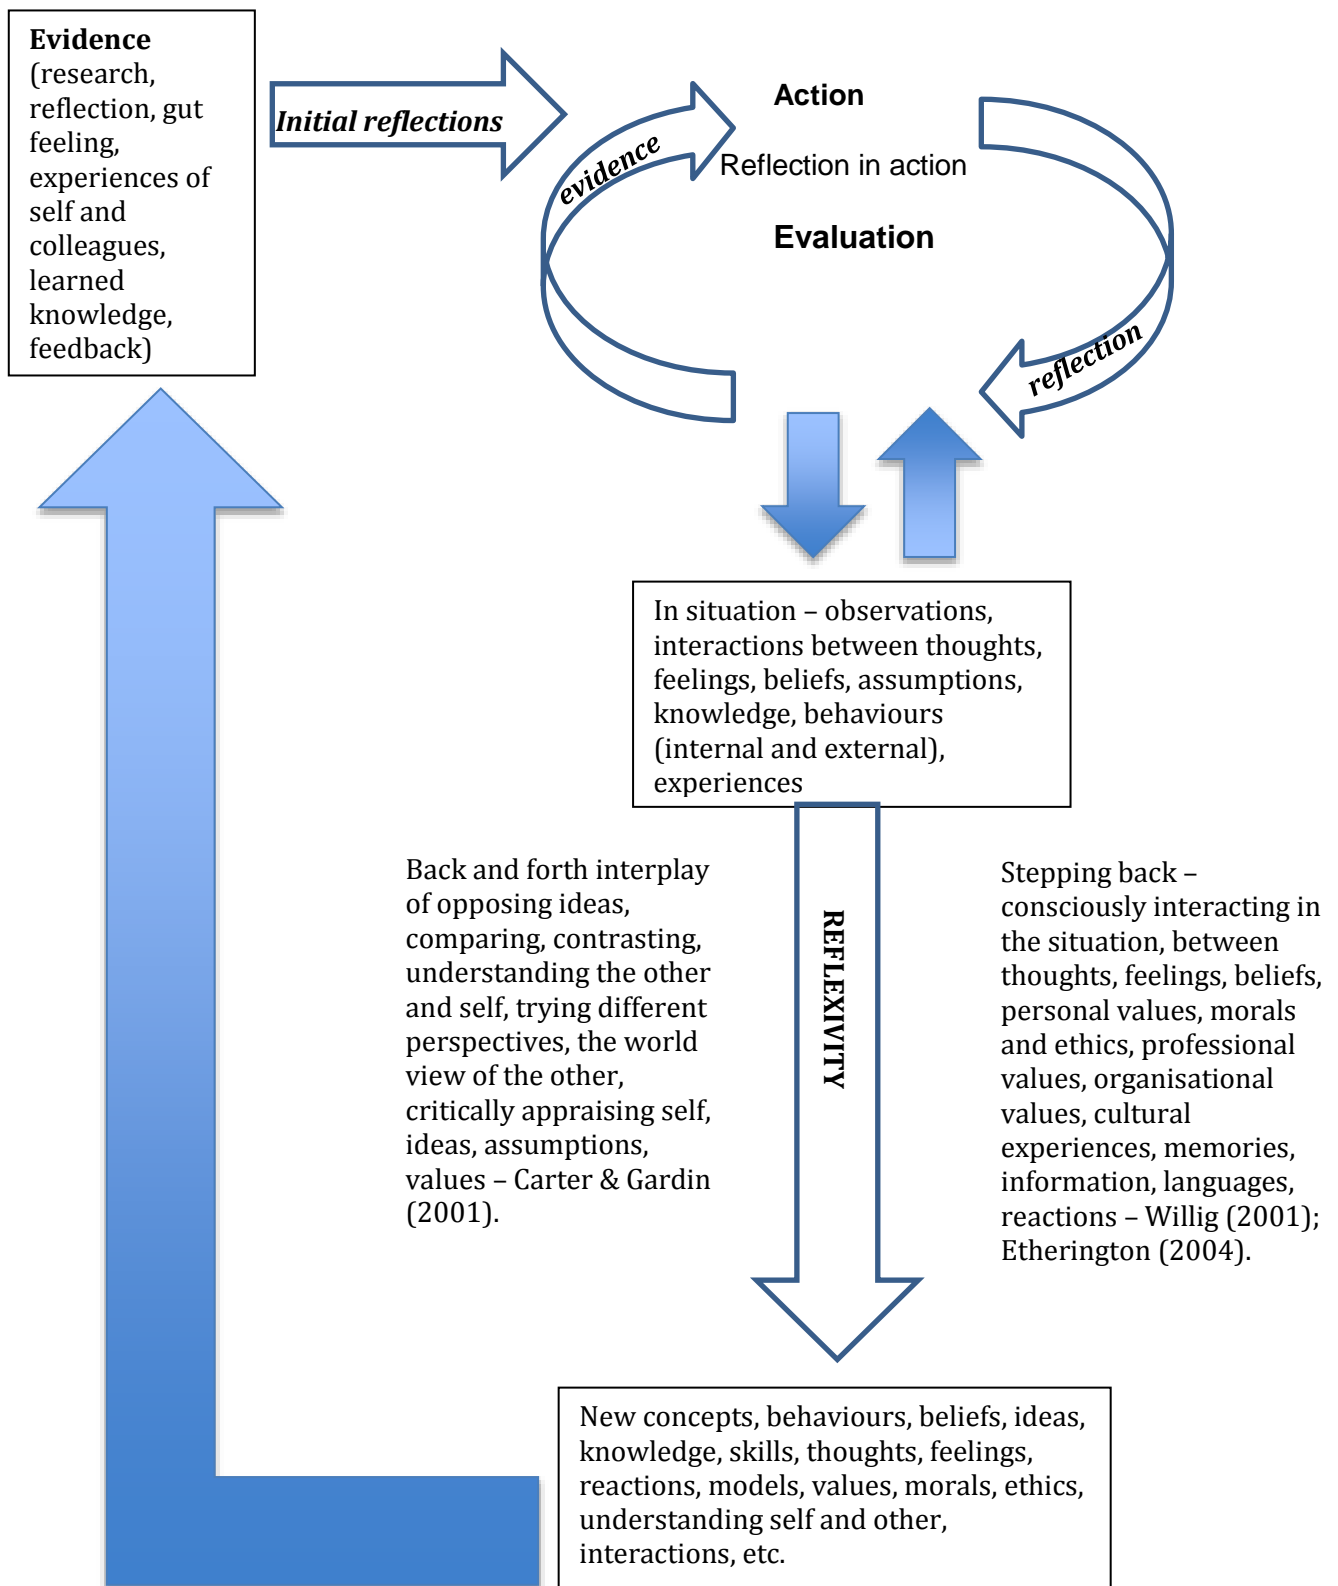 Evidence
(research,
reflection, gut
feeling,
experiences of
self and
colleagues,
learned
knowledge,
feedback)
Initial reflections
evidence
Action
Reflection in action
Evaluation
reflection
In situation – observations,
interactions between thoughts,
feelings, beliefs, assumptions,
knowledge, behaviours
(internal and external),
experiences
Back and forth interplay
of opposing ideas,
comparing, contrasting,
understanding the other
and self, trying different
perspectives, the world
view of the other,
critically appraising self,
ideas, assumptions,
values – Carter & Gardin
(2001).
REFLEXIVITY
Stepping back –
consciously interacting in
the situation, between
thoughts, feelings, beliefs,
personal values, morals
and ethics, professional
values, organisational
values, cultural
experiences, memories,
information, languages,
reactions – Willig (2001);
Etherington (2004).
New concepts, behaviours, beliefs, ideas,
knowledge, skills, thoughts, feelings,
reactions, models, values, morals, ethics,
understanding self and other,
interactions, etc.